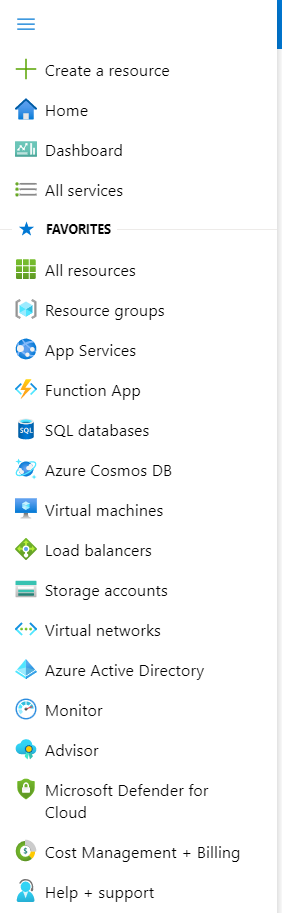 Create a resource
Home
Dashboard
All services
FAVORITES
All resources
Resource groups
App Services
Function App
SQL
SQL databases
Azure Cosmos DB
Virtual machines
Load balancers
Storage accounts
Virtual networks
Azure Active Directory
Monitor
Advisor
Microsoft Defender for
Cloud
$
Cost Management + Billing
Help + support